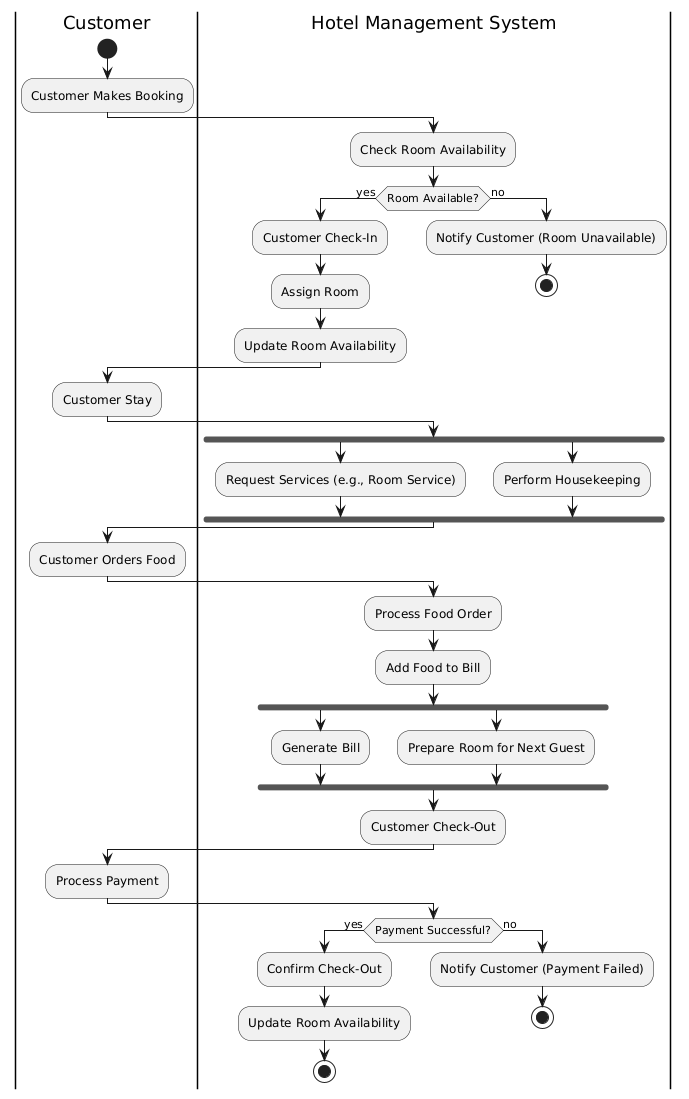 Customer
Hotel Management System
Customer Makes Booking
Check Room Availability
yes
Room Available?
no
Customer Check-In
Notify Customer (Room Unavailable)
Assign Room
Update Room Availability
Customer Stay
Request Services (e.g., Room Service)
Perform Housekeeping
Customer Orders Food
Process Food Order
Add Food to Bill
Generate Bill
Prepare Room for Next Guest
Customer Check-Out
Process Payment
yes
Payment Successful?
no
Confirm Check-Out
Notify Customer (Payment Failed)
Update Room Availability